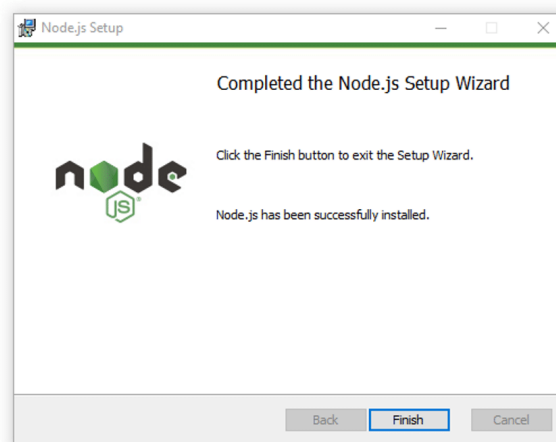 Node.js Setup
Completed the Node.js Setup Wizard
Click the Finish button to exit the Setup Wizard.
node
JS
Node.js has been successfully installed.
Back
Finish
Cancel